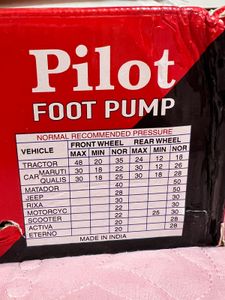 Pilot
FOOT PUMP
NORMAL RECOMMENDED PRESSURE
VEHICLE FRONT WHEEL REAR WHEEL
MAX MIN NOR MAX MIN NOR
TRACTOR 48 20 35 24 12 18
CAR MARUTI 30 18 22 30 12 26
QUALIS 30 18 25 30 18 28
MATADOR 40 50
JEEP 28 30
RIXA 30 50
MOTORCYC 22 25 30
SCOOTER 22 28
ACTIVA 20 28
ETERNO 22 28
MADE IN INDIA